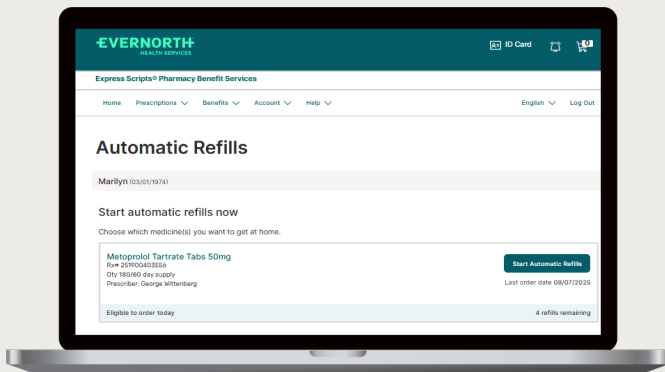 EVERNORTH
HEALTH SERVICES
ID Card
0
Express Scripts® Pharmacy Benefit Services
Home Prescriptions Benefits Account Help English Log Out
Automatic Refills
Marilyn (03/01/1974)
Start automatic refills now
Choose which medicine(s) you want to get at home.
Metoprolol Tartrate Tabs 50mg
Rx# 251900403556
Qty 180/60 day supply
Prescriber: George Wittenberg
Start Automatic Refills
Last order date 09/07/2025
Eligible to order today 4 refills remaining